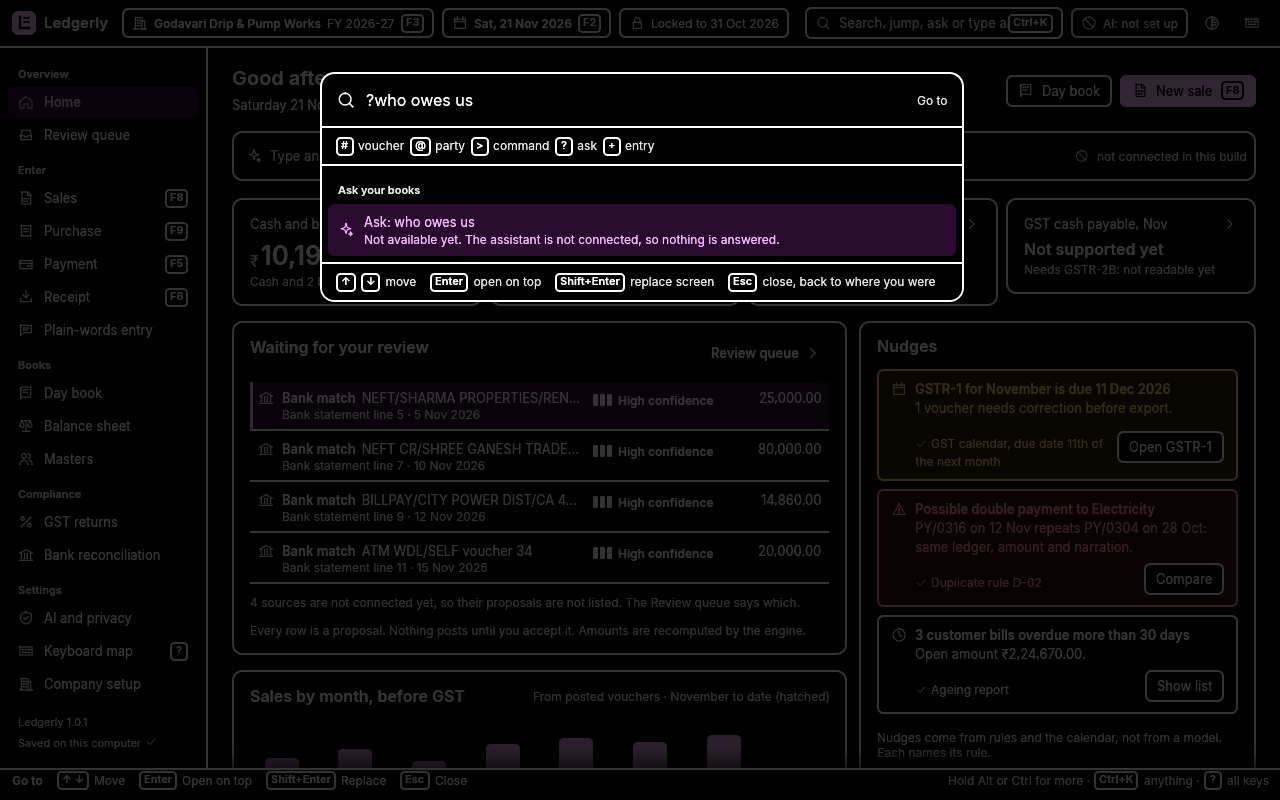 Ledgerly
Godavari Drip & Pump Works FY 2026-27 F3
Sat, 21 Nov 2026 F2
Locked to 31 Oct 2026
Search, jump, ask or type a Ctrl+K
AI: not set up
Overview
Home
Review queue
Enter
Sales F8
Purchase F9
Payment F5
Receipt F6
Plain-words entry
Books
Day book
Balance sheet
Masters
Compliance
GST returns
Bank reconciliation
Settings
AI and privacy
Keyboard map ?
Company setup
Ledgerly 1.0.1
Saved on this computer
Good afte
Saturday 21 No
Day book
New sale F8
Type an
not connected in this build
?who owes us
Go to
# voucher @ party > command ? ask + entry
Ask your books
Ask: who owes us
Not available yet. The assistant is not connected, so nothing is answered.
↑ ↓ move Enter open on top Shift+Enter replace screen Esc close, back to where you were
Cash and b
₹10,19
Cash and 2 b
GST cash payable, Nov
Not supported yet
Needs GSTR-2B: not readable yet
Waiting for your review
Review queue
Bank match NEFT/SHARMA PROPERTIES/REN... High confidence 25,000.00
Bank statement line 5 · 5 Nov 2026
Bank match NEFT CR/SHREE GANESH TRADE... High confidence 80,000.00
Bank statement line 7 · 10 Nov 2026
Bank match BILLPAY/CITY POWER DIST/CA 4... High confidence 14,860.00
Bank statement line 9 · 12 Nov 2026
Bank match ATM WDL/SELF voucher 34 High confidence 20,000.00
Bank statement line 11 · 15 Nov 2026
4 sources are not connected yet, so their proposals are not listed. The Review queue says which.
Every row is a proposal. Nothing posts until you accept it. Amounts are recomputed by the engine.
Sales by month, before GST
From posted vouchers · November to date (hatched)
Nudges
GSTR-1 for November is due 11 Dec 2026
1 voucher needs correction before export.
✓ GST calendar, due date 11th of
the next month
Open GSTR-1
Possible double payment to Electricity
PY/0316 on 12 Nov repeats PY/0304 on 28 Oct:
same ledger, amount and narration.
✓ Duplicate rule D-02
Compare
3 customer bills overdue more than 30 days
Open amount ₹2,24,670.00.
✓ Ageing report
Show list
Nudges come from rules and the calendar, not from a model.
Each names its rule.
Go to ↑↓ Move Enter Open on top Shift+Enter Replace Esc Close
Hold Alt or Ctrl for more · Ctrl+K anything · ? all keys